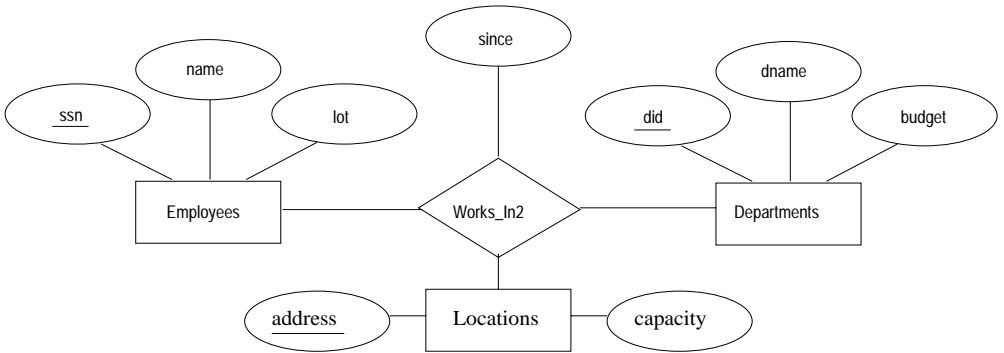 since
name
dname
ssn
lot
did
budget
Employees
Works_In2
Departments
address
Locations
capacity